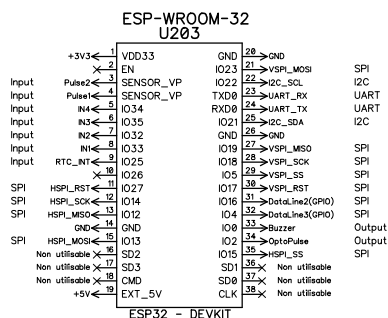 ESP-WROOM-32
U203
+3V3 1 VDD33 GND 20 GND
2 EN IO23 21 VSPI_MOSI SPI
Input Pulse2 3 SENSOR_VP IO22 22 I2C_SCL I2C
Input Pulse1 4 SENSOR_VP TXD0 23 UART_RX UART
Input IN4 5 IO34 RXD0 24 UART_TX UART
Input IN3 6 IO35 IO21 25 I2C_SDA I2C
Input IN2 7 IO32 GND 26 GND
Input IN1 8 IO33 IO19 27 VSPI_MISO SPI
Input RTC_INT 9 IO25 IO18 28 VSPI_SCK SPI
10 IO26 IO5 29 VSPI_SS SPI
SPI HSPI_RST 11 IO27 IO17 30 VSPI_RST SPI
SPI HSPI_SCK 12 IO14 IO16 31 DataLine2(GPIO) SPI
SPI HSPI_MISO 13 IO12 IO4 32 DataLine3(GPIO) SPI
GND 14 GND IO0 33 Buzzer Output
SPI HSPI_MOSI 15 IO13 IO2 34 OptoPulse Output
Non utilisable 16 SD2 IO15 35 HSPI_SS SPI
Non utilisable 17 SD3 SD1 36 Non utilisable
Non utilisable 18 CMD SD0 37 Non utilisable
+5V 19 EXT_5V CLK 38 Non utilisable
ESP32 - DEVKIT